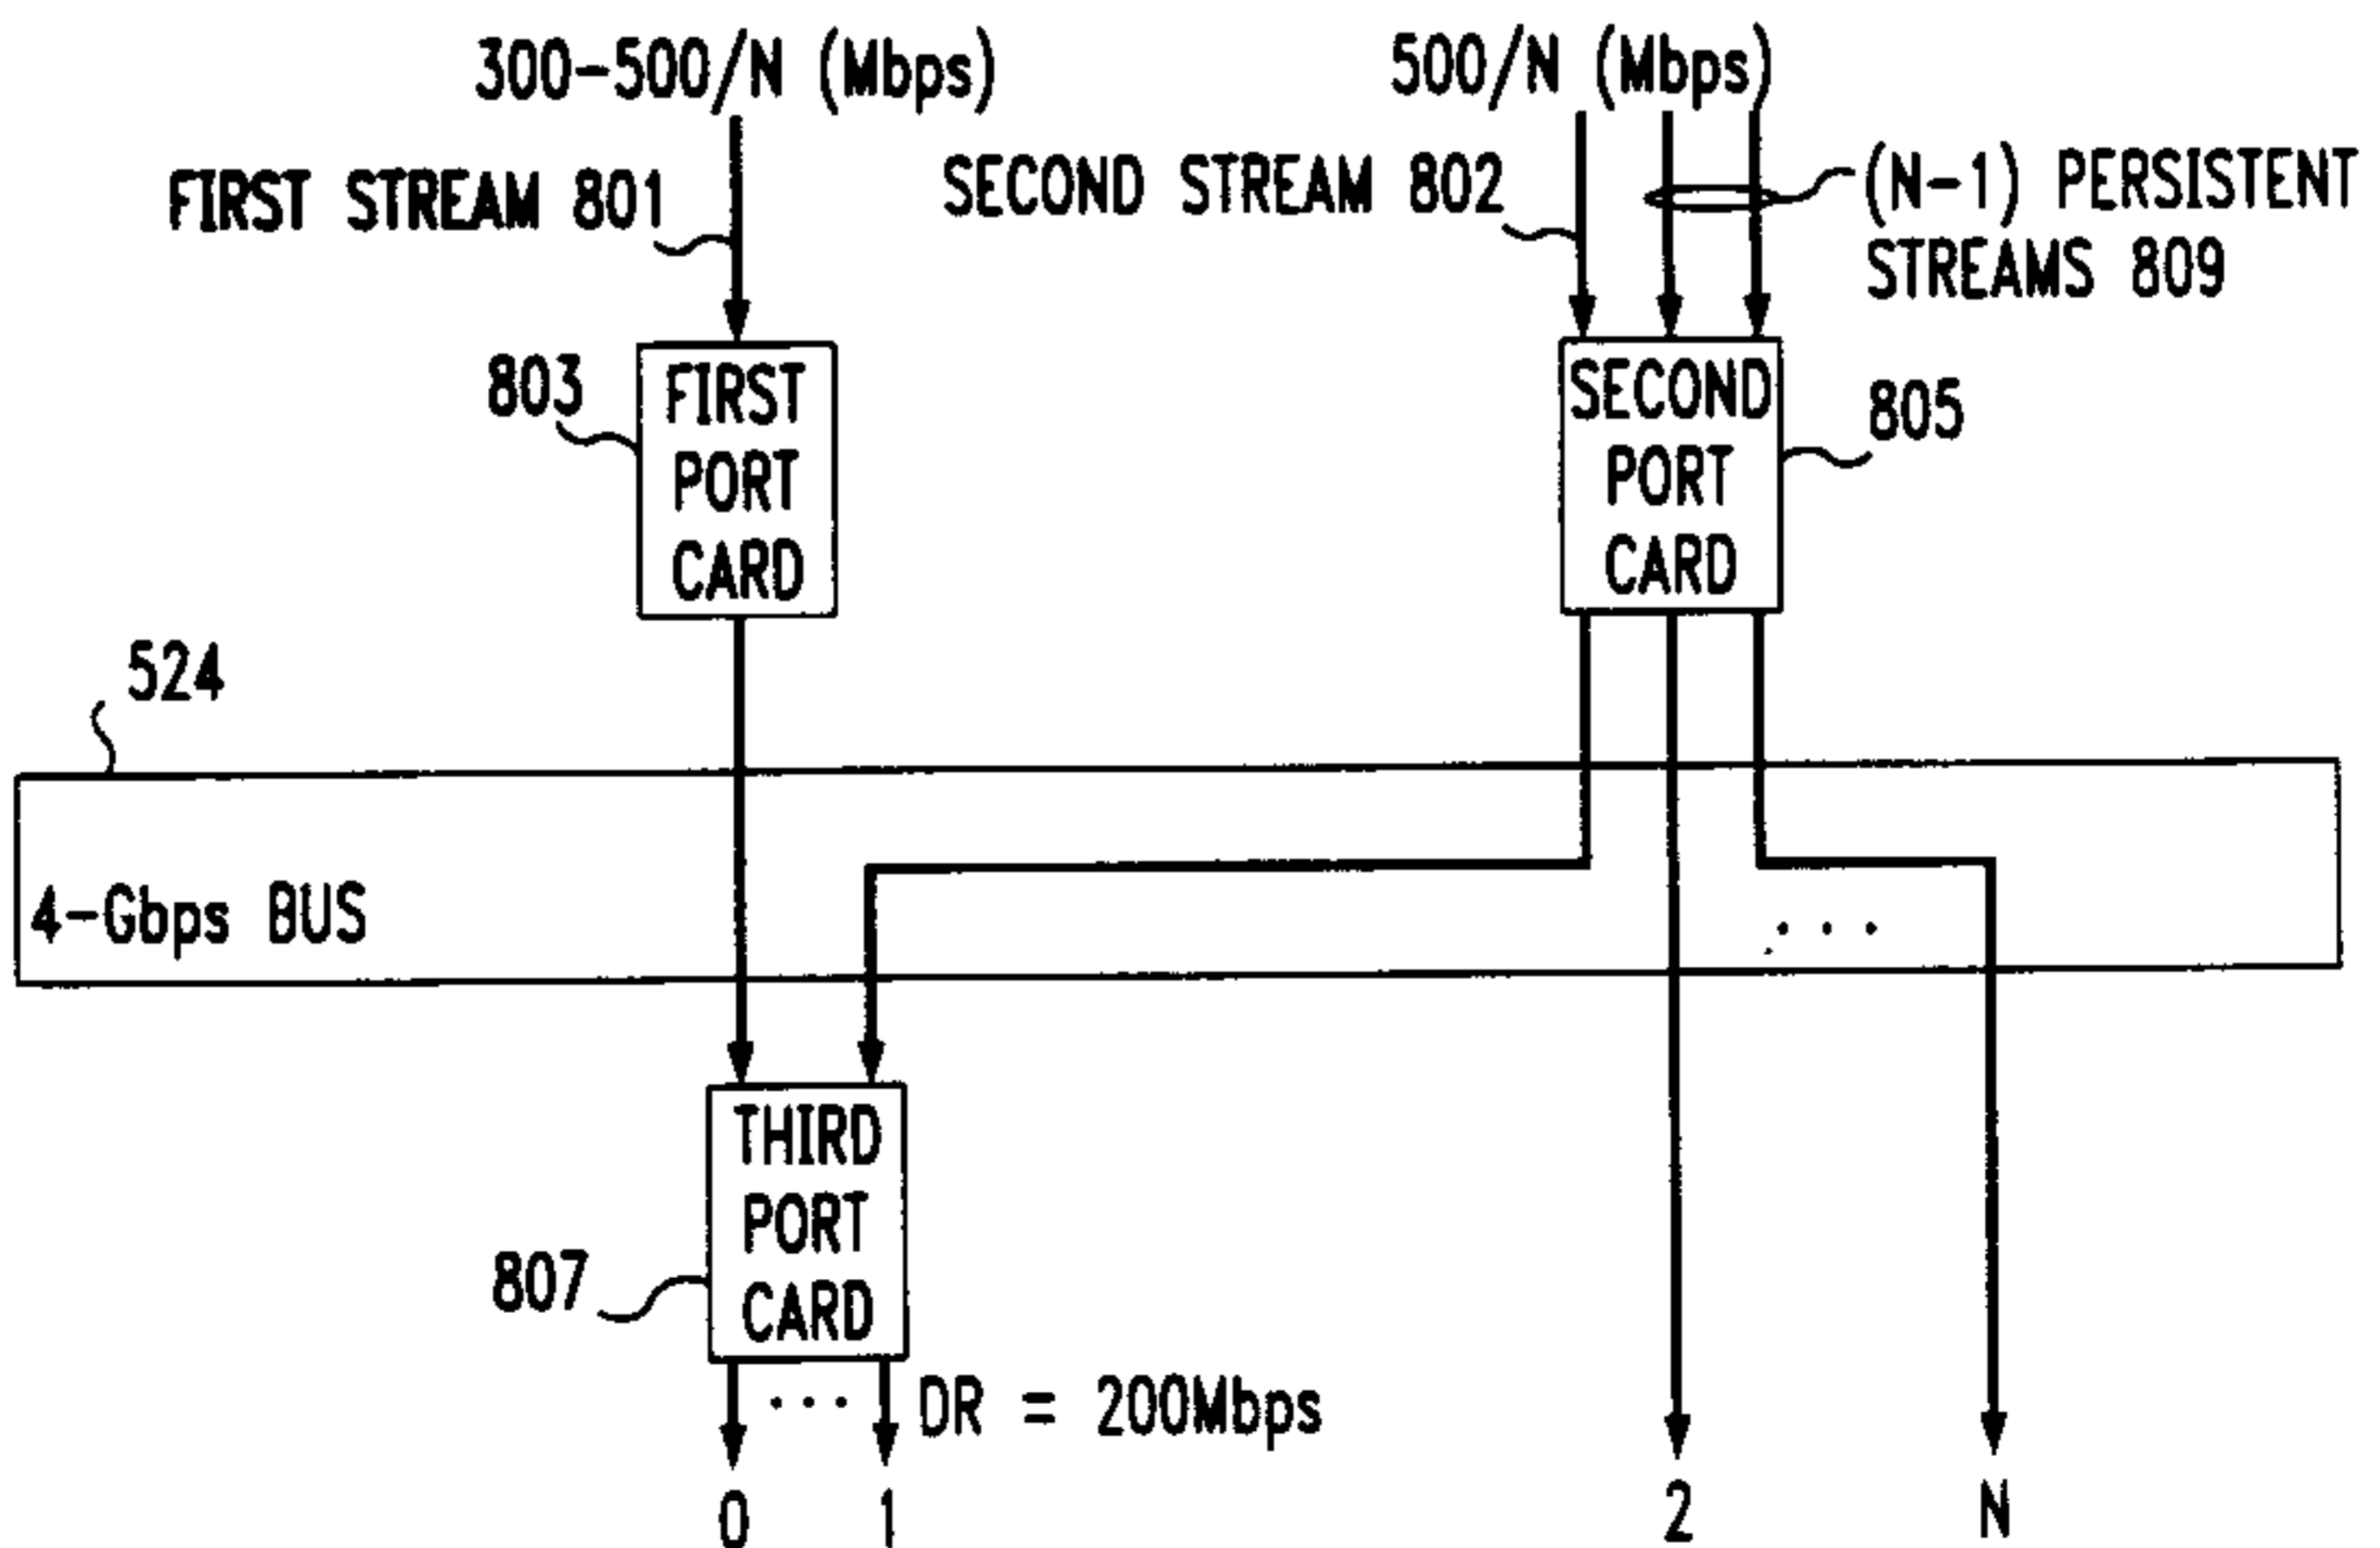 300-500/N (Mbps)
500/N (Mbps)
FIRST STREAM 801
SECOND STREAM 802
(N-1) PERSISTENT
STREAMS 809
803
FIRST
PORT
CARD
SECOND
PORT
CARD
805
524
4-Gbps BUS
. . .
THIRD
PORT
CARD
807
. . .
DR = 200Mbps
0
1
2
N